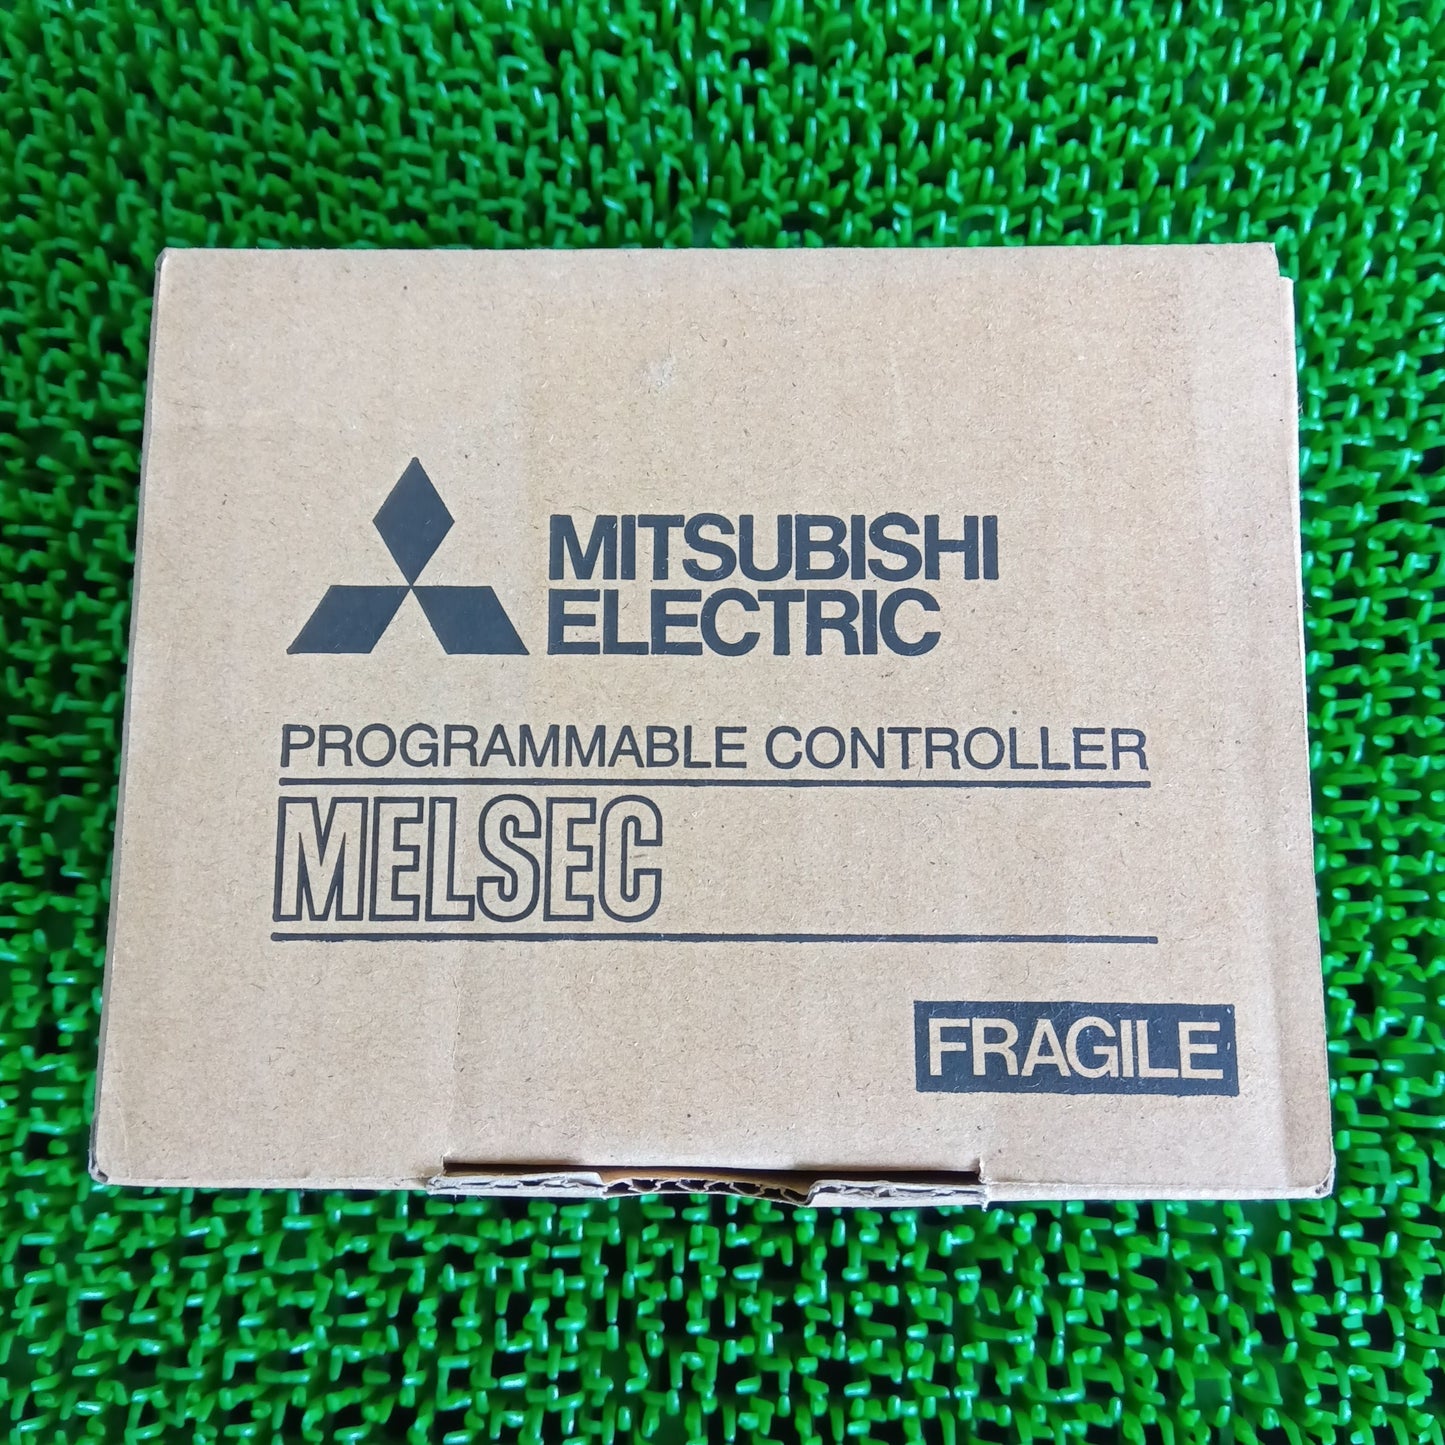 MITSUBISHI
ELECTRIC
PROGRAMMABLE CONTROLLER
MELSEC
FRAGILE